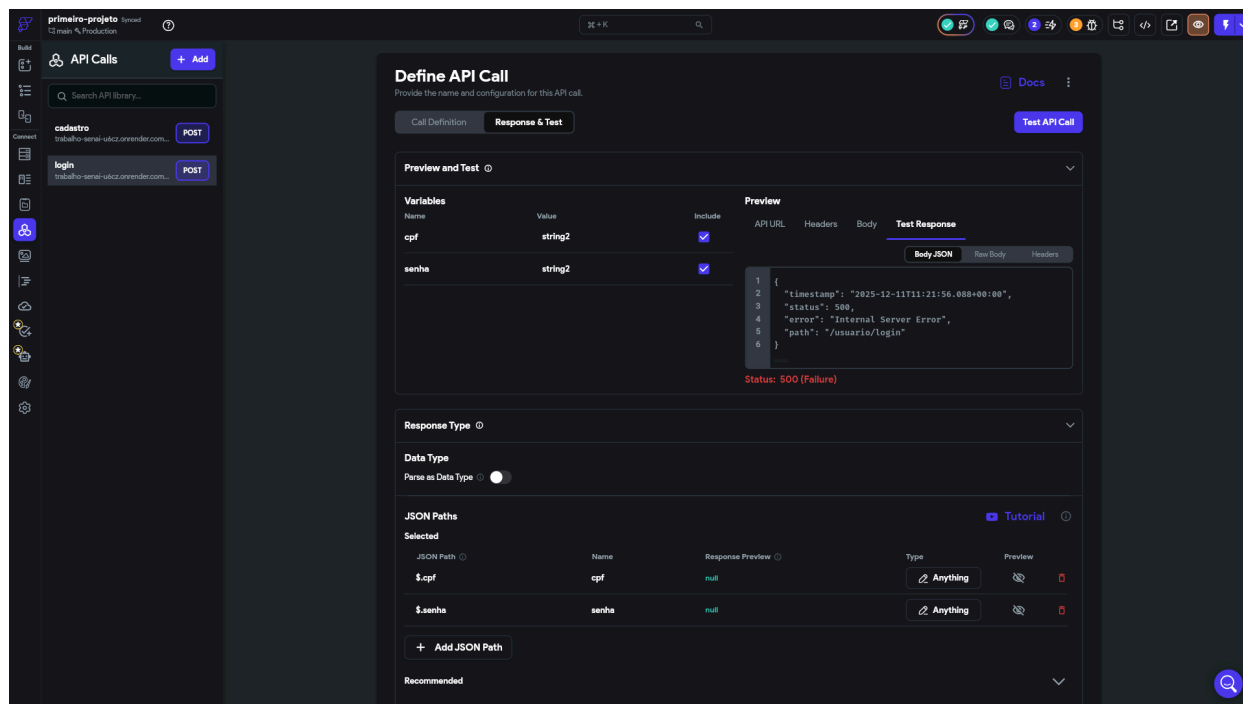 primeiro-projeto Synced
main Production
⌘+K
2
3
Build
Connect
API Calls
+ Add
Search API library...
cadastro
trabalho-senai-u6cz.onrender.com...
POST
login
trabalho-senai-u6cz.onrender.com...
POST
Define API Call
Provide the name and configuration for this API call.
Docs
Call Definition
Response & Test
Test API Call
Preview and Test
Variables
Name Value Include
cpf string2
senha string2
Preview
API URL Headers Body Test Response
Body JSON Raw Body Headers
1 {
2 "timestamp": "2025-12-11T11:21:56.088+00:00",
3 "status": 500,
4 "error": "Internal Server Error",
5 "path": "/usuario/login"
6 }
Status: 500 (Failure)
Response Type
Data Type
Parse as Data Type
JSON Paths
Tutorial
Selected
JSON Path Name Response Preview Type Preview
$.cpf cpf null Anything
$.senha senha null Anything
+ Add JSON Path
Recommended